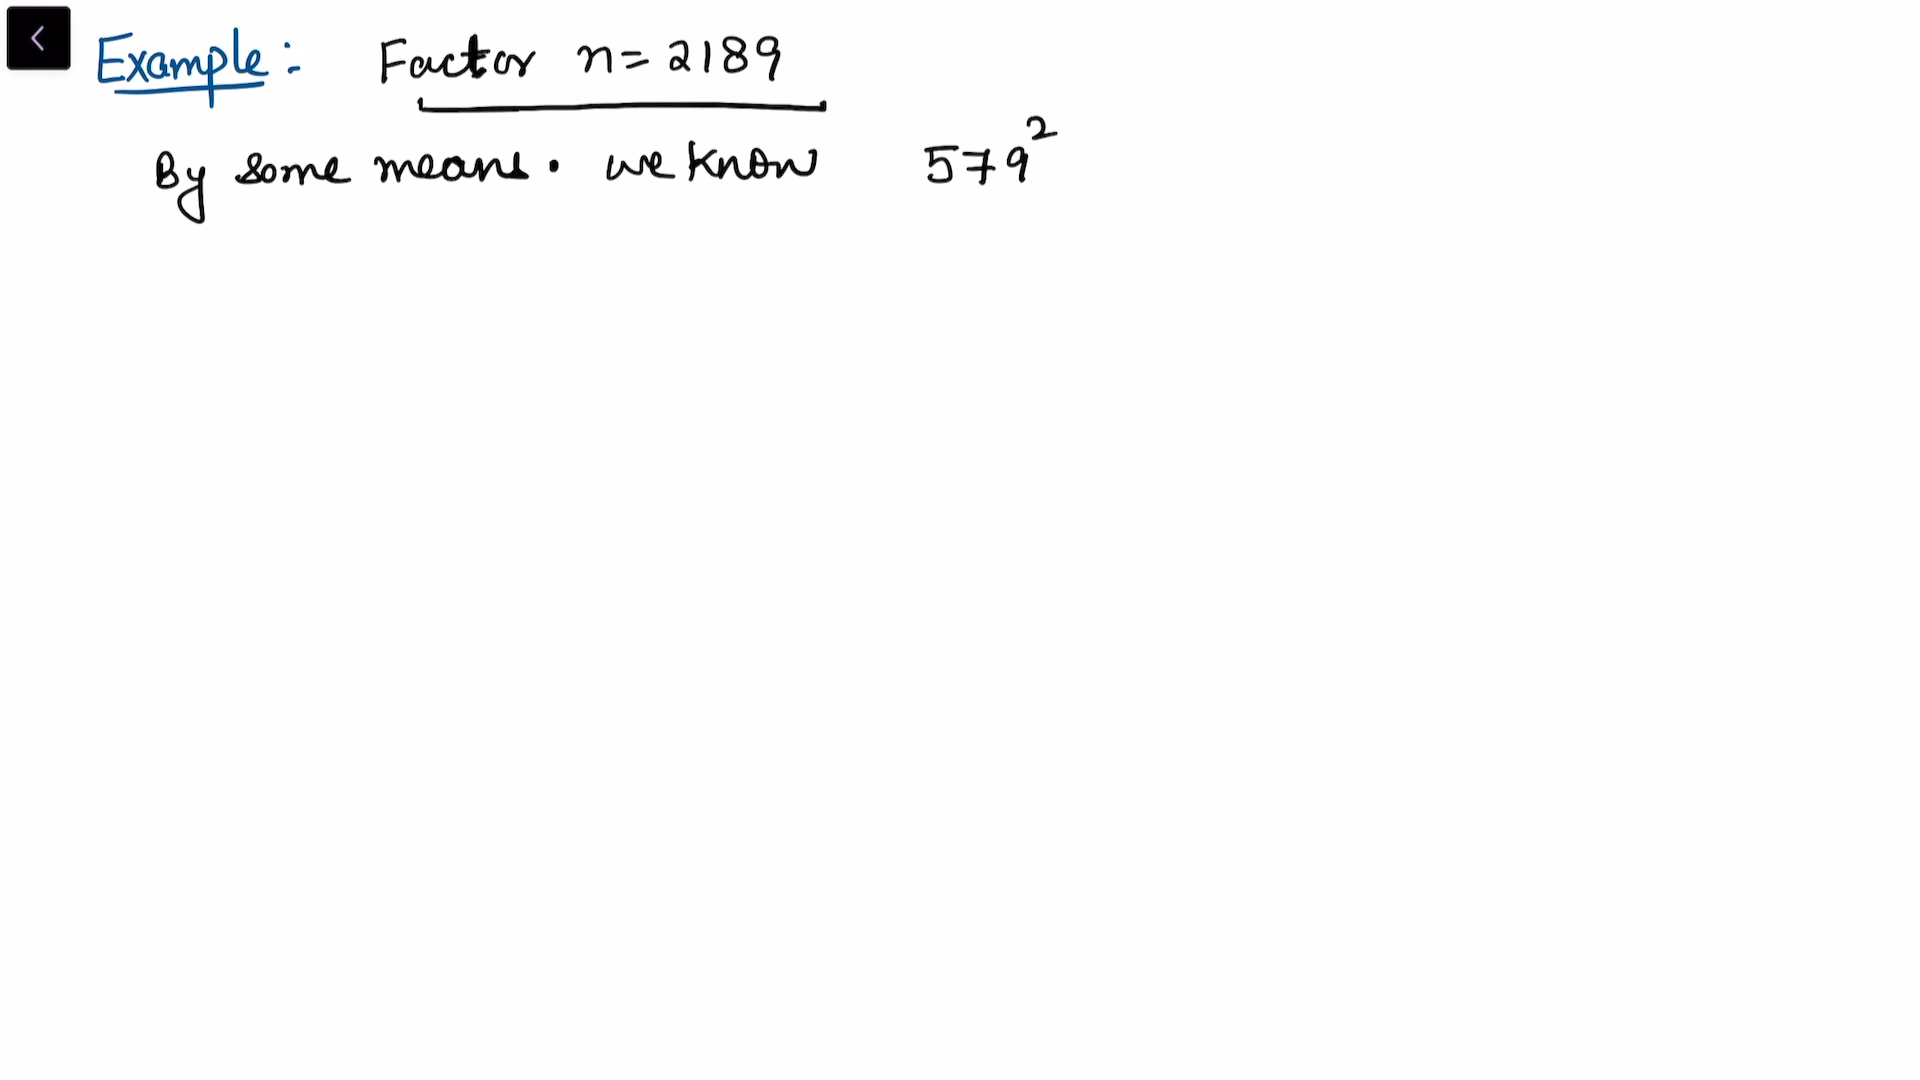 Example: Factor n = 2189
By some means. we know 579²